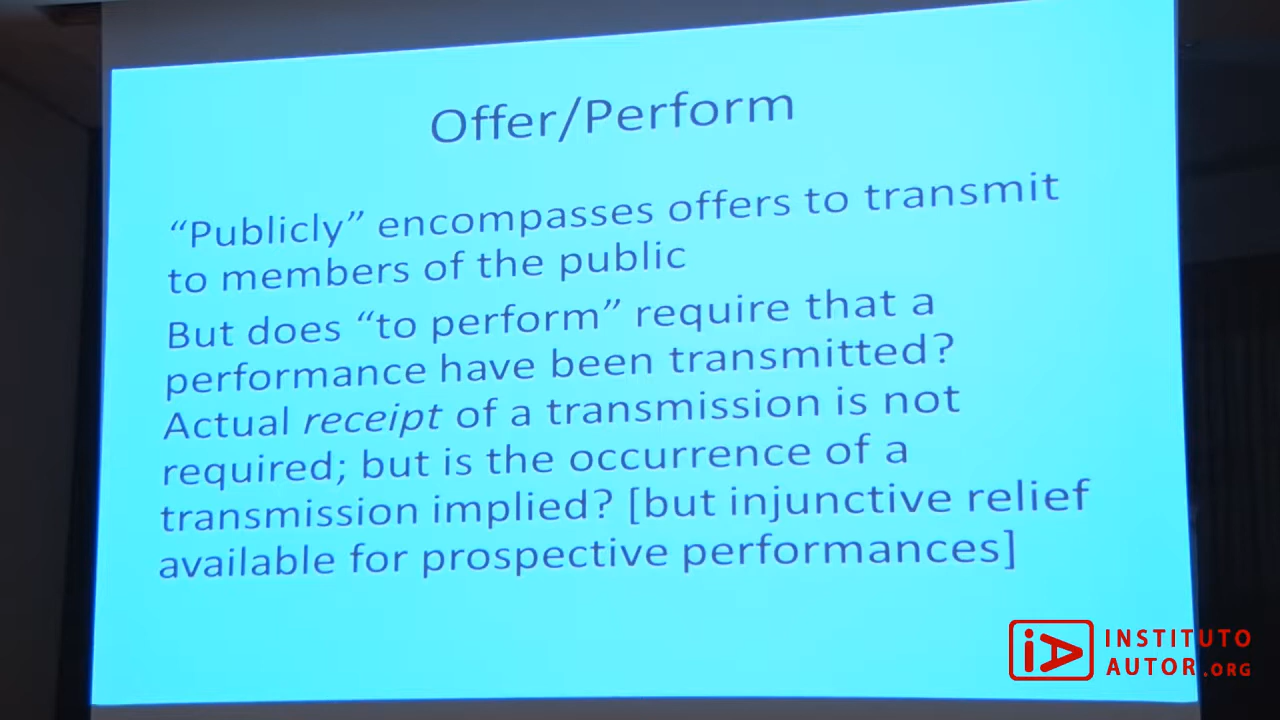 Offer/Perform
“Publicly” encompasses offers to transmit
to members of the public
But does “to perform” require that a
performance have been transmitted?
Actual receipt of a transmission is not
required; but is the occurrence of a
transmission implied? [but injunctive relief
available for prospective performances]
iA INSTITUTO
AUTOR.ORG